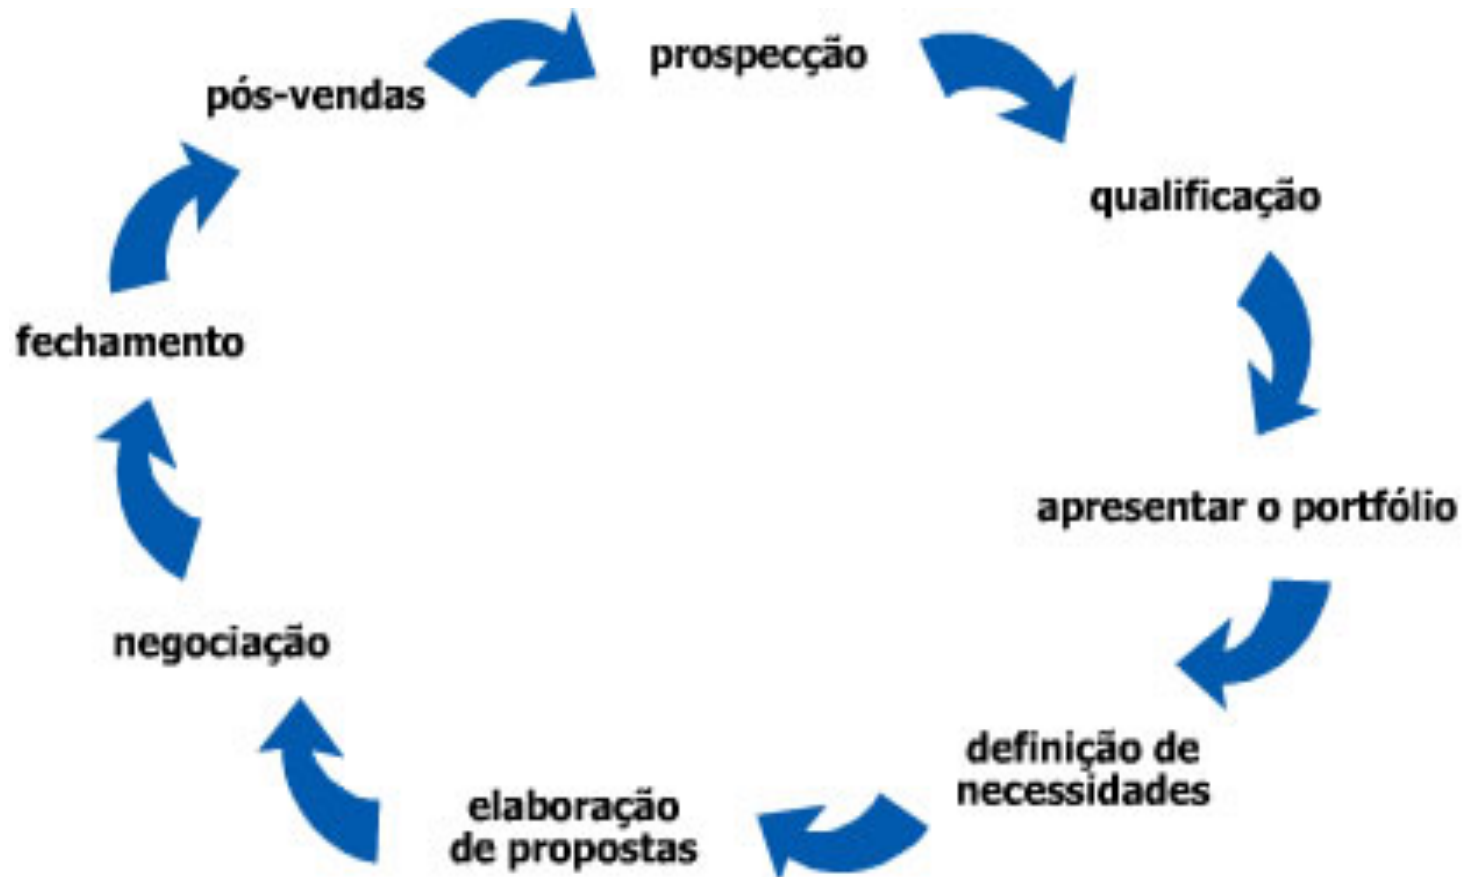 prospecção
pós-vendas
qualificação
fechamento
apresentar o portfólio
negociação
definição de
necessidades
elaboração
de propostas